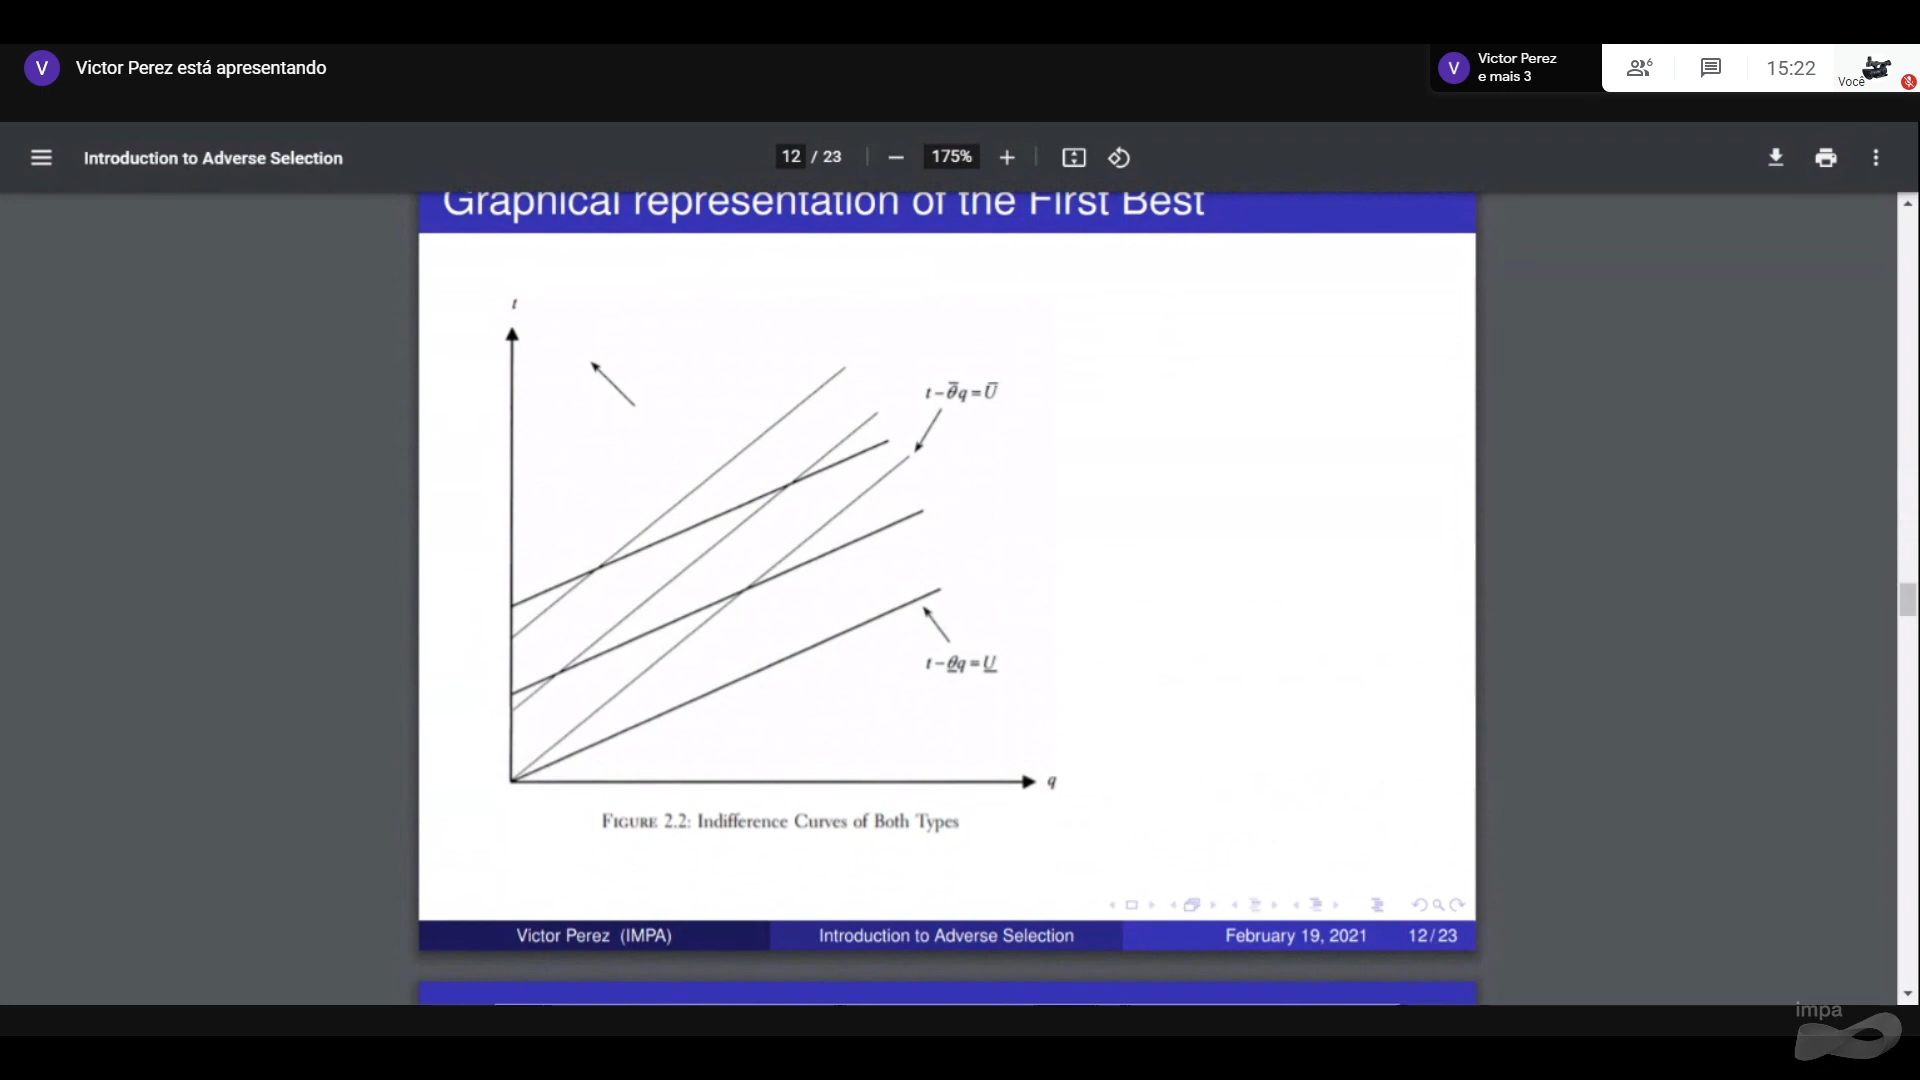 V Victor Perez está apresentando
V Victor Perez
e mais 3
6
15:22
Você
Introduction to Adverse Selection
12 / 23
175%
Graphical representation of the First Best
t
t − θ̅q = U̅
t − θ̲q = U̲
q
FIGURE 2.2: Indifference Curves of Both Types
Victor Perez (IMPA) Introduction to Adverse Selection February 19, 2021 12/23
impa